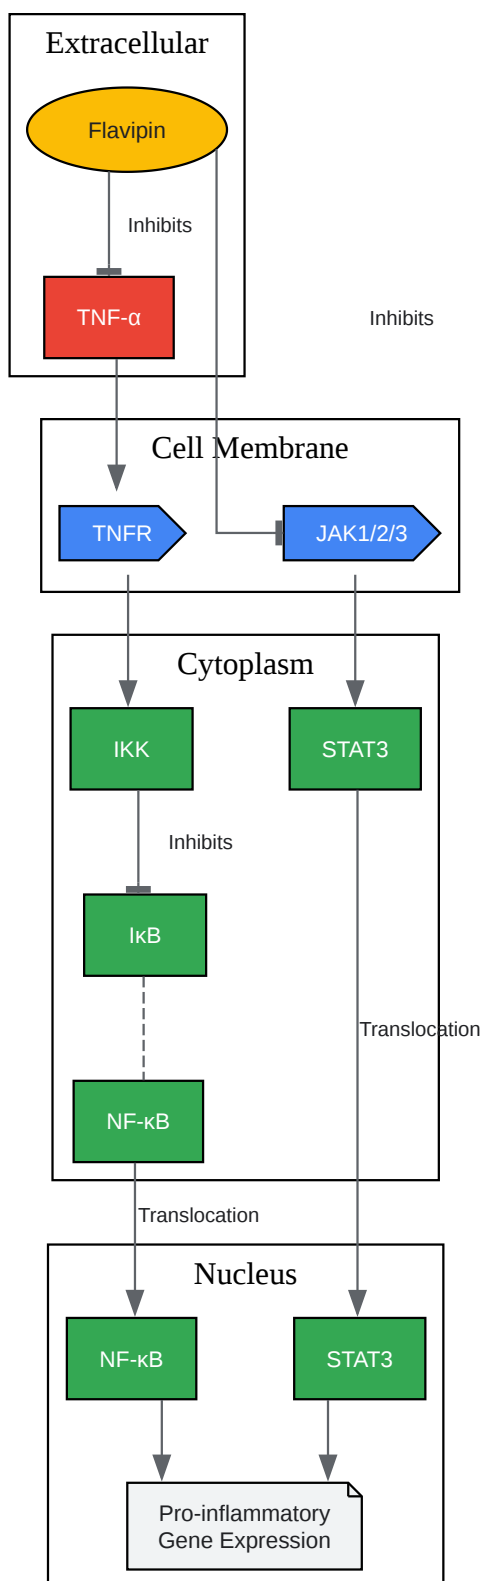 Extracellular
Flavipin
Inhibits
TNF-α
Inhibits
Cell Membrane
TNFR
JAK1/2/3
Cytoplasm
IKK
STAT3
Inhibits
IκB
Translocation
NF-κB
Translocation
Nucleus
NF-κB
STAT3
Pro-inflammatory
Gene Expression